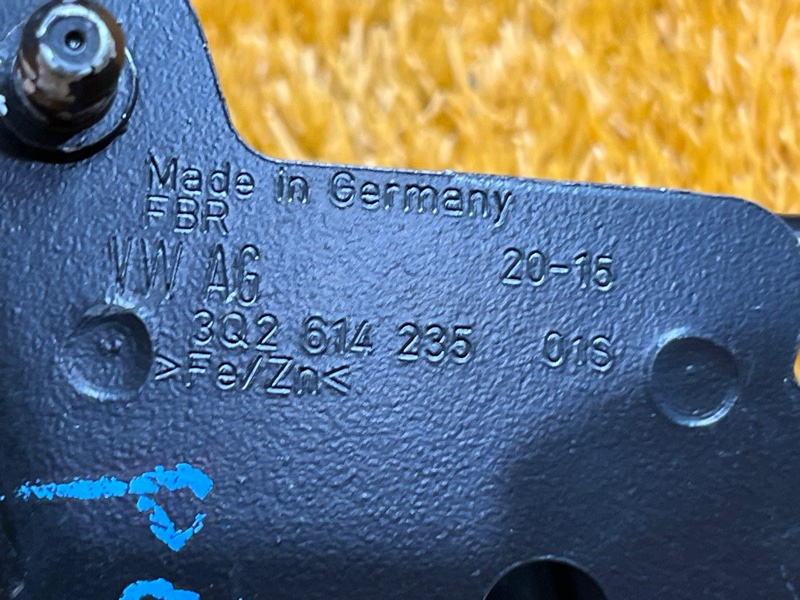 Made in Germany
FBR
VW AG 20-15
3Q2 614 235 01S
>Fe/Zn<